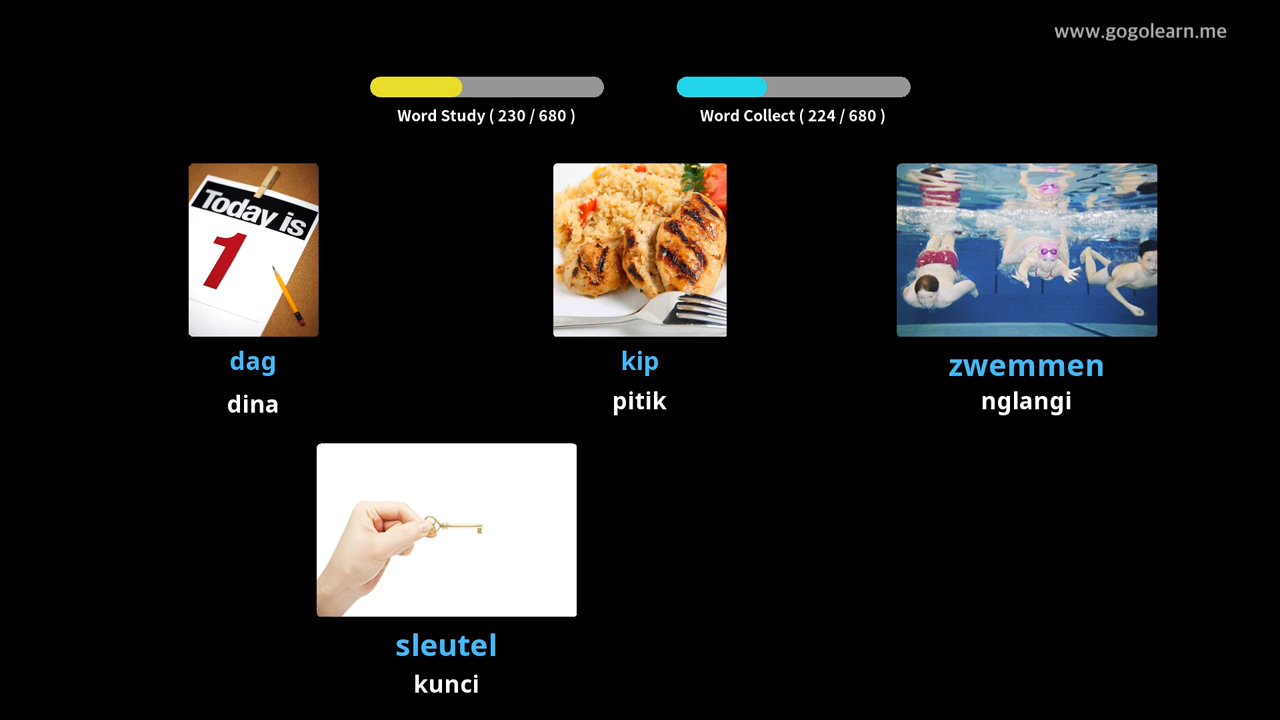 www.gogolearn.me
Word Study ( 230 / 680 )
Word Collect ( 224 / 680 )
Today is
1
dag
dina
kip
pitik
zwemmen
nglangi
sleutel
kunci